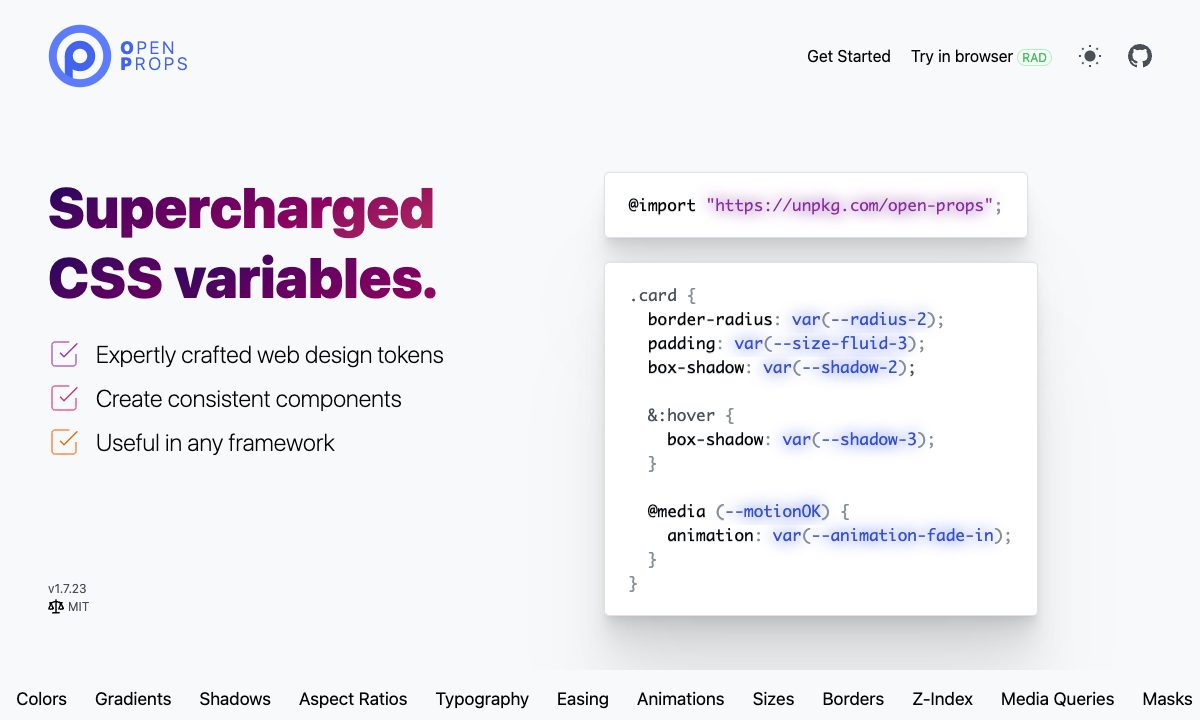 OPEN
PROPS
Get Started
Try in browser RAD
Supercharged
CSS variables.
Expertly crafted web design tokens
Create consistent components
Useful in any framework
v1.7.23
MIT
@import "https://unpkg.com/open-props";
.card {
  border-radius: var(--radius-2);
  padding: var(--size-fluid-3);
  box-shadow: var(--shadow-2);
  &:hover {
    box-shadow: var(--shadow-3);
  }
  @media (--motionOK) {
    animation: var(--animation-fade-in);
  }
}
Colors Gradients Shadows Aspect Ratios Typography Easing Animations Sizes Borders Z-Index Media Queries Masks